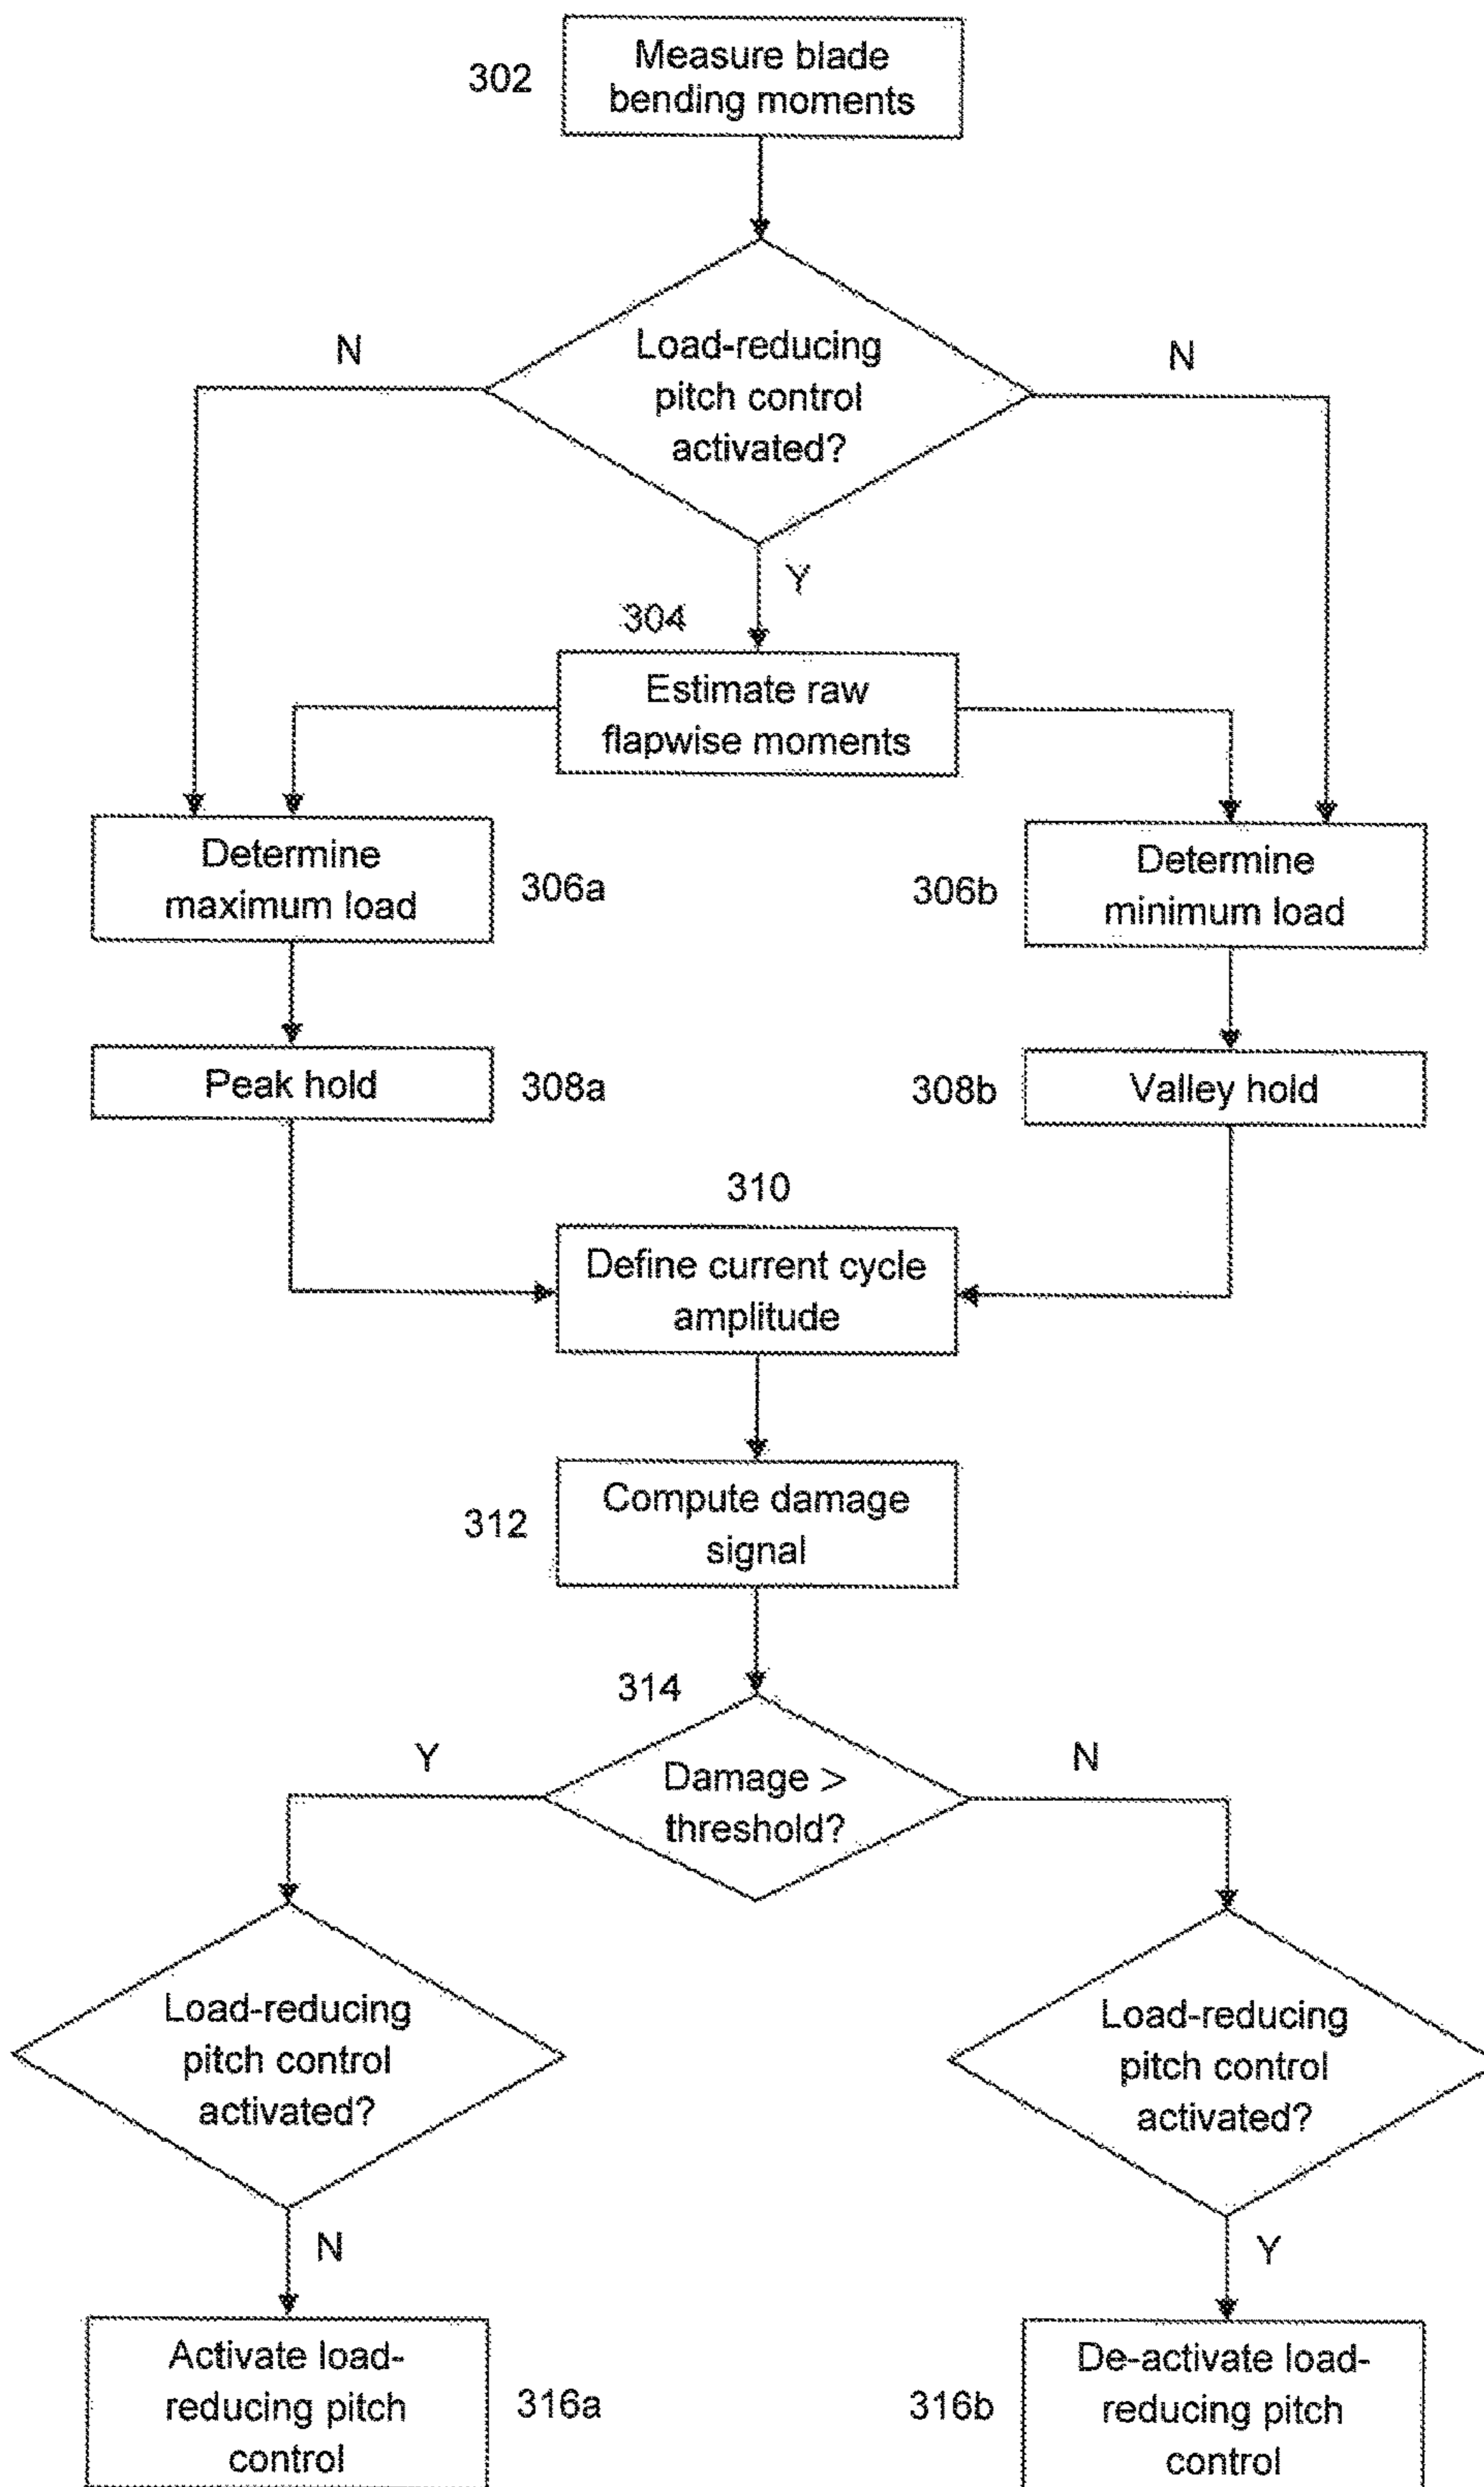 302
Measure blade
bending moments
Load-reducing
pitch control
activated?
N
N
Y
304
Estimate raw
flapwise moments
Determine
maximum load
306a
306b
Determine
minimum load
Peak hold
308a
308b
Valley hold
310
Define current cycle
amplitude
312
Compute damage
signal
314
Damage >
threshold?
Y
N
Load-reducing
pitch control
activated?
Load-reducing
pitch control
activated?
N
Y
Activate load-
reducing pitch
control
316a
316b
De-activate load-
reducing pitch
control